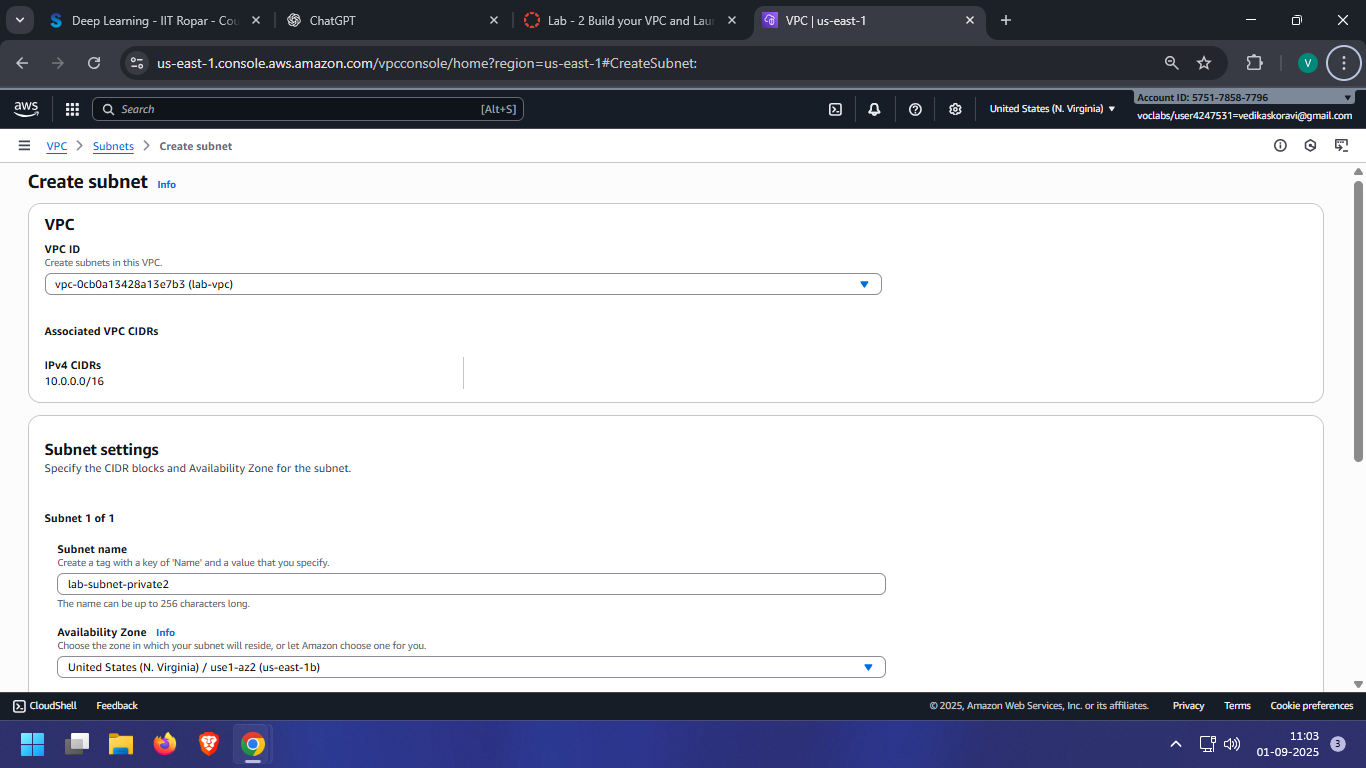 Deep Learning - IIT Ropar - Cou
ChatGPT
Lab - 2 Build your VPC and Lau
VPC | us-east-1
us-east-1.console.aws.amazon.com/vpcconsole/home?region=us-east-1#CreateSubnet:
V
aws
Search
[Alt+S]
United States (N. Virginia)
Account ID: 5751-7858-7796
voclabs/user4247531=vedikaskoravi@gmail.com
VPC
Subnets
Create subnet
Create subnet Info
VPC
VPC ID
Create subnets in this VPC.
vpc-0cb0a13428a13e7b3 (lab-vpc)
Associated VPC CIDRs
IPv4 CIDRs
10.0.0.0/16
Subnet settings
Specify the CIDR blocks and Availability Zone for the subnet.
Subnet 1 of 1
Subnet name
Create a tag with a key of 'Name' and a value that you specify.
lab-subnet-private2
The name can be up to 256 characters long.
Availability Zone Info
Choose the zone in which your subnet will reside, or let Amazon choose one for you.
United States (N. Virginia) / use1-az2 (us-east-1b)
CloudShell
Feedback
© 2025, Amazon Web Services, Inc. or its affiliates.
Privacy
Terms
Cookie preferences
11:03
01-09-2025
3